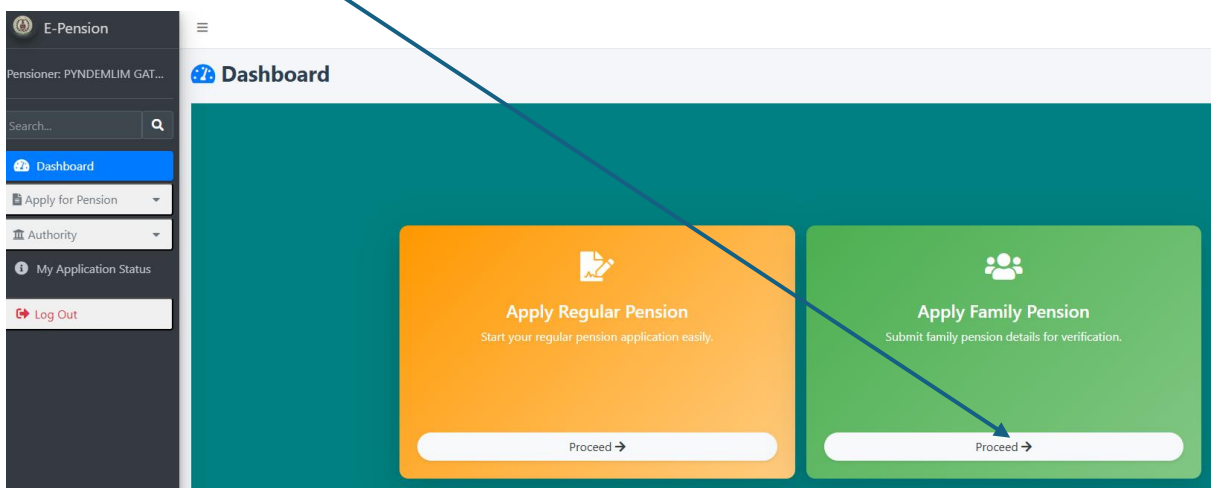 E-Pension
Pensioner: PYNDEMLIM GAT...
Search...
Dashboard
Apply for Pension
Authority
My Application Status
Log Out
Dashboard
Apply Regular Pension
Start your regular pension application easily.
Proceed →
Apply Family Pension
Submit family pension details for verification.
Proceed →